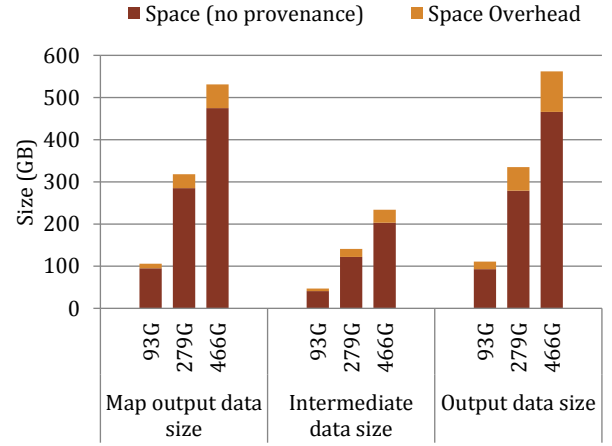 Space (no provenance) Space Overhead
600
500
400
300
200
100
0
Size (GB)
93G 279G 466G 93G 279G 466G 93G 279G 466G
Map output data Intermediate Output data size
size data size